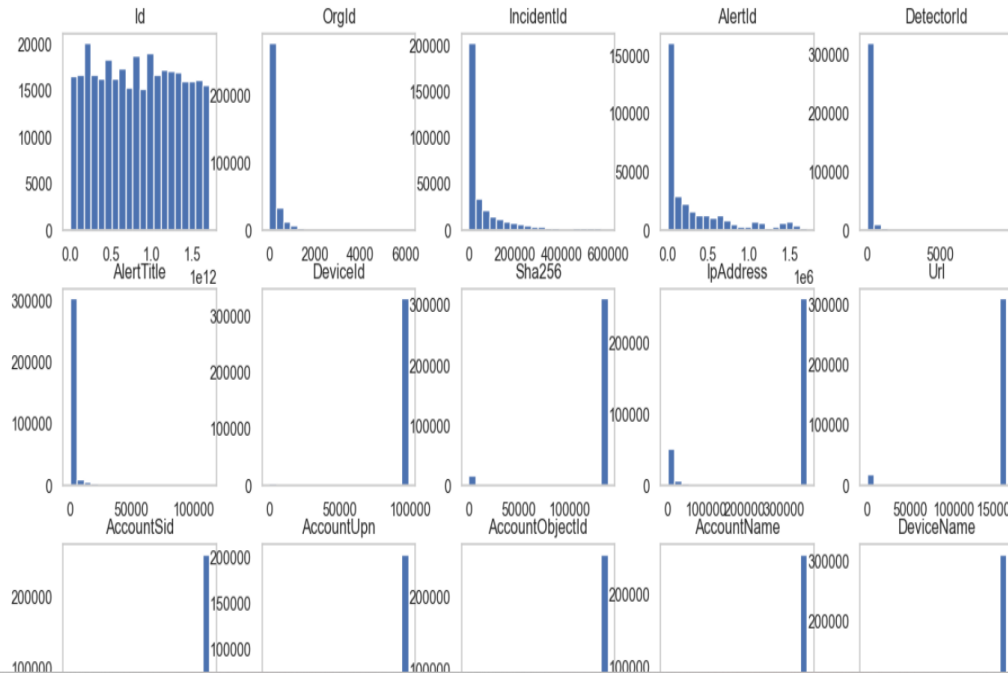 Id OrgId IncidentId AlertId DetectorId
20000 200000 150000 300000
15000 200000 150000 100000 200000
10000 100000 100000 50000 100000
5000 50000
0 0 0 0 0
0.0 0.5 1.0 1.5 0 2000 4000 6000 0 200000 400000 600000 0.0 0.5 1.0 1.5 0 5000
1e12 1e6
AlertTitle DeviceId Sha256 IpAddress Url
300000 300000 300000 200000 300000
200000 200000 200000 100000 200000
100000 100000 100000 100000
0 0 0 0 0
0 50000 100000 0 50000 100000 0 50000 100000 0 100000 200000 300000 0 50000 100000
AccountSid AccountUpn AccountObjectId AccountName DeviceName
200000 200000 200000 200000 300000
100000 150000 100000 100000 200000
100000